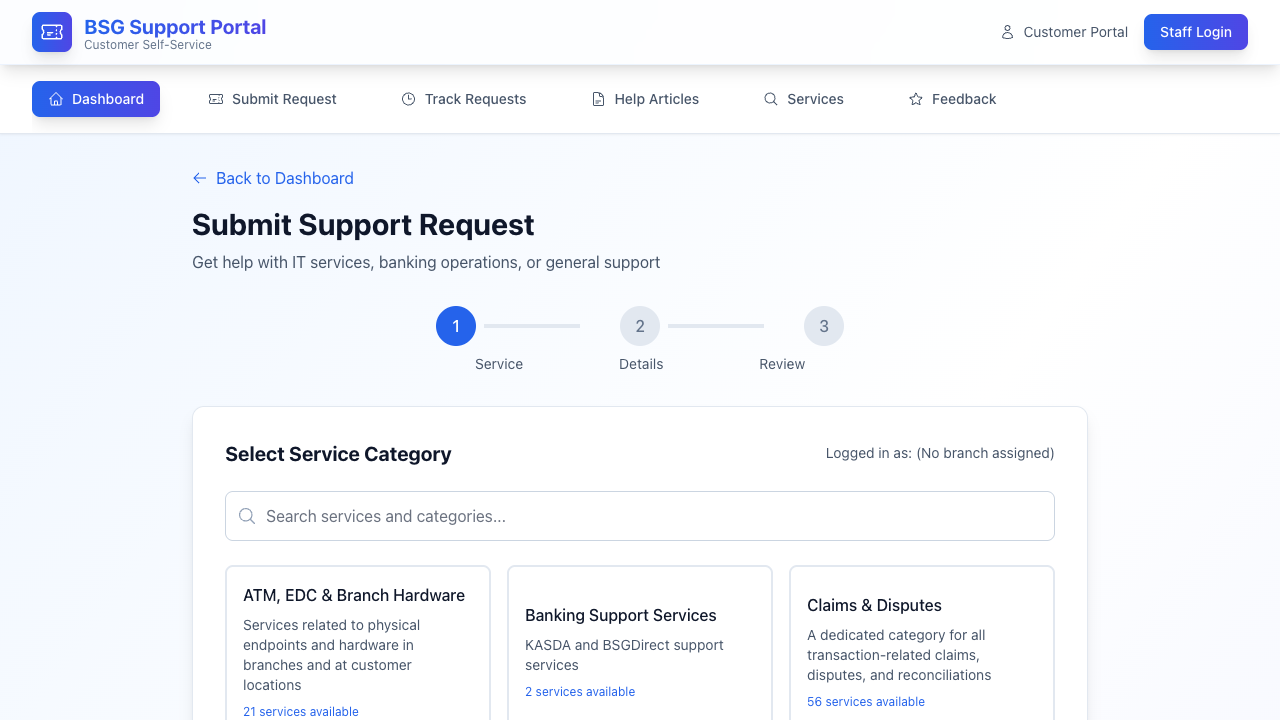 BSG Support Portal
Customer Self-Service
Customer Portal
Staff Login
Dashboard
Submit Request
Track Requests
Help Articles
Services
Feedback
Back to Dashboard
Submit Support Request
Get help with IT services, banking operations, or general support
1
2
3
Service
Details
Review
Select Service Category
Logged in as: (No branch assigned)
Search services and categories...
ATM, EDC & Branch Hardware
Services related to physical
endpoints and hardware in
branches and at customer
locations
21 services available
Banking Support Services
KASDA and BSGDirect support
services
2 services available
Claims & Disputes
A dedicated category for all
transaction-related claims,
disputes, and reconciliations
56 services available